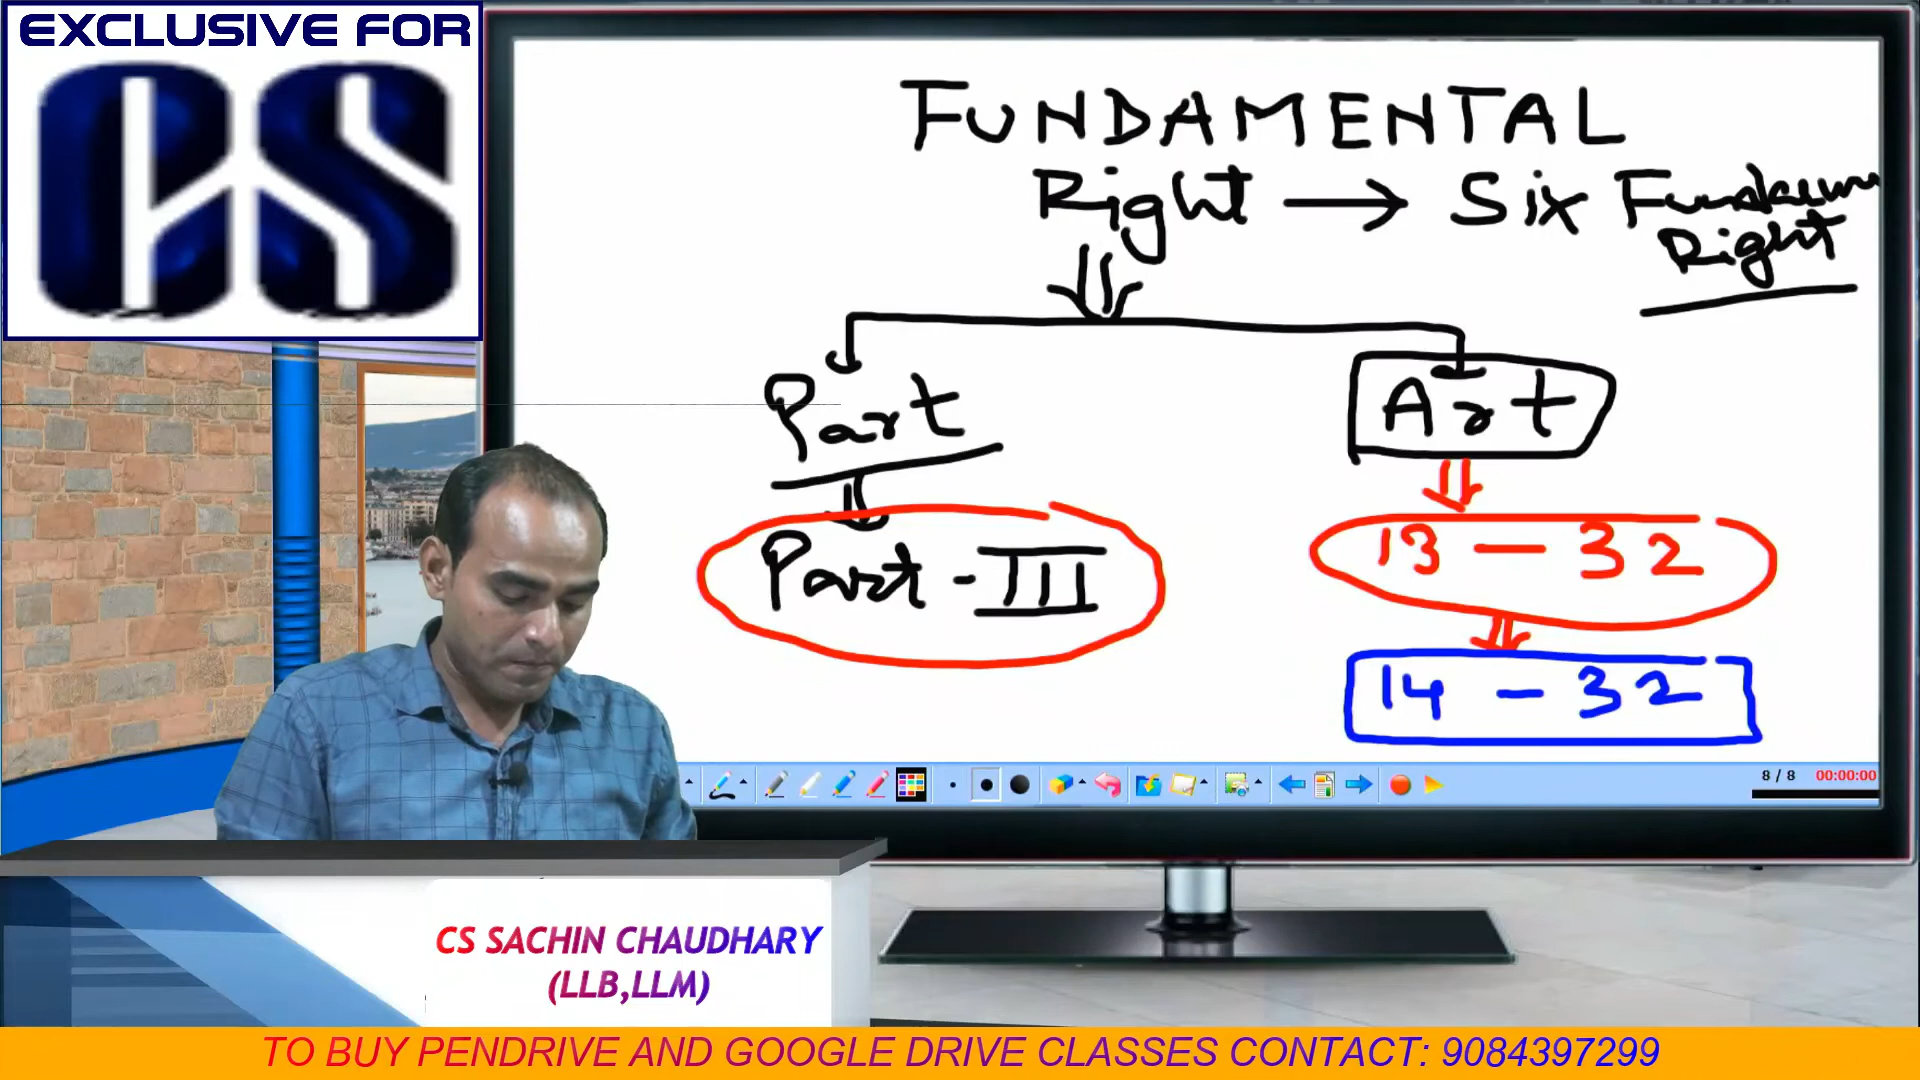 EXCLUSIVE FOR
CS
FUNDAMENTAL
Right → Six
Right
Part
Art
Part - III
13 - 32
14 - 32
8 / 8 00:00:00
CS SACHIN CHAUDHARY
(LLB,LLM)
TO BUY PENDRIVE AND GOOGLE DRIVE CLASSES CONTACT: 9084397299